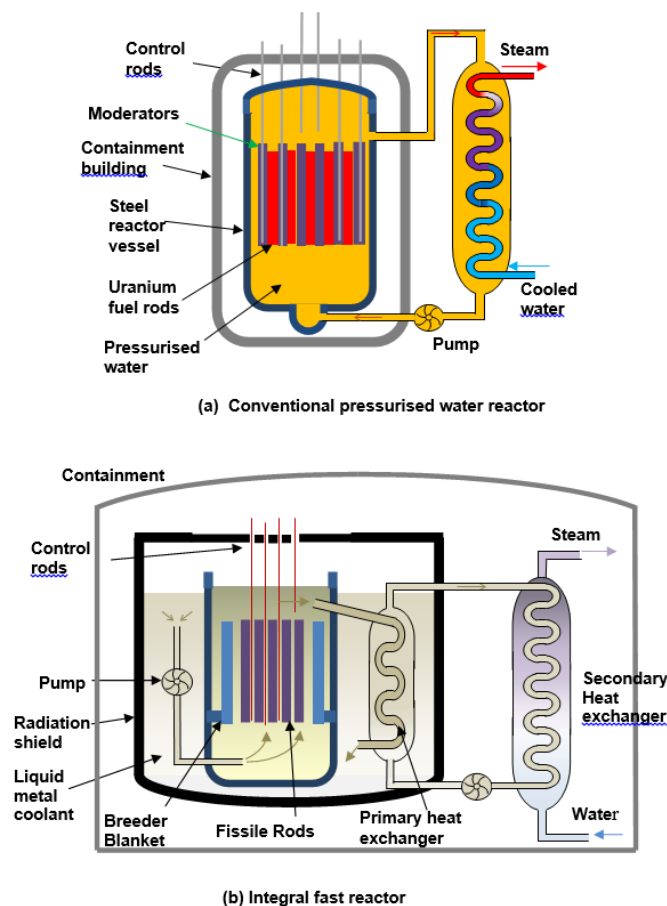 Control
rods
Steam
Moderators
Containment
building
Steel
reactor
vessel
Uranium
fuel rods
Cooled
water
Pressurised
water
Pump
(a) Conventional pressurised water reactor
Containment
Steam
Control
rods
Pump
Secondary
Heat
exchanger
Radiation
shield
Liquid
metal
coolant
Breeder
Blanket
Fissile Rods
Primary heat
exchanger
Water
(b) Integral fast reactor